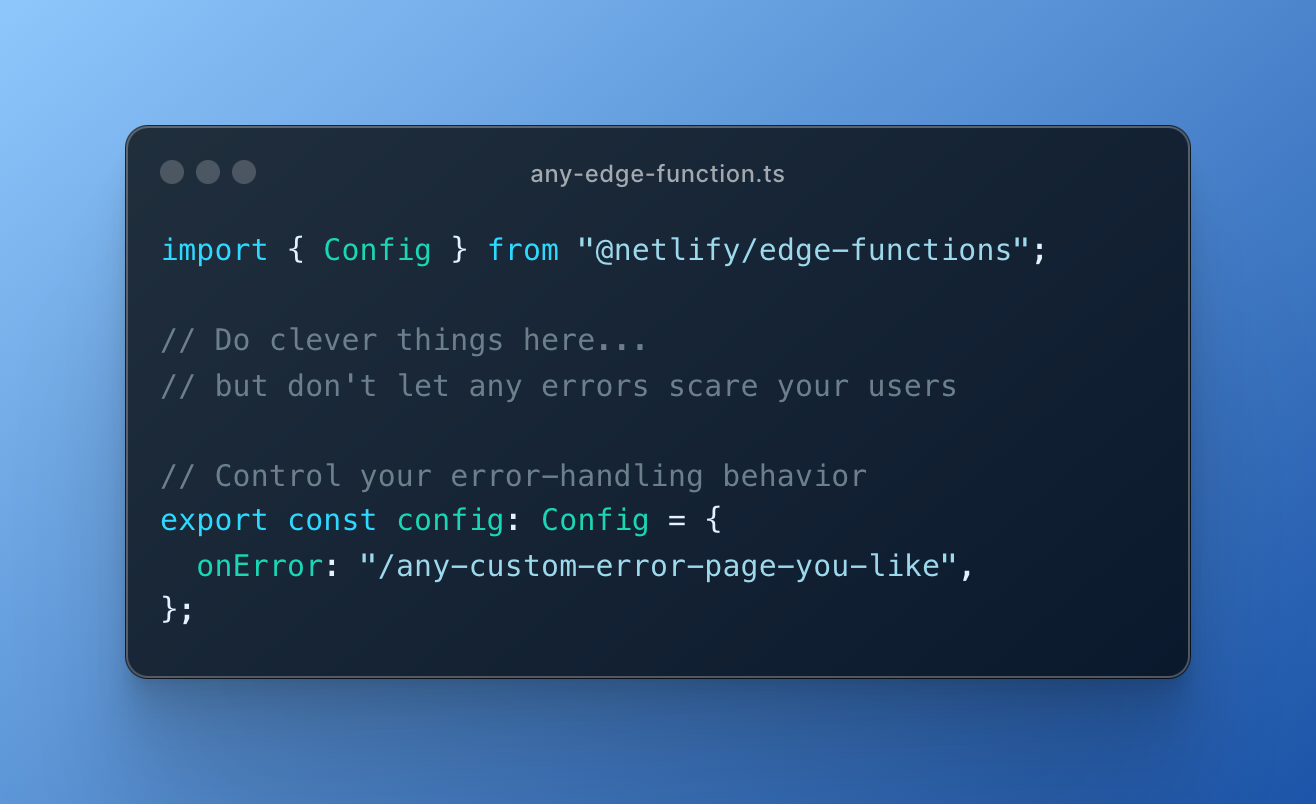 any-edge-function.ts
import { Config } from "@netlify/edge-functions";
// Do clever things here...
// but don't let any errors scare your users
// Control your error-handling behavior
export const config: Config = {
  onError: "/any-custom-error-page-you-like",
};